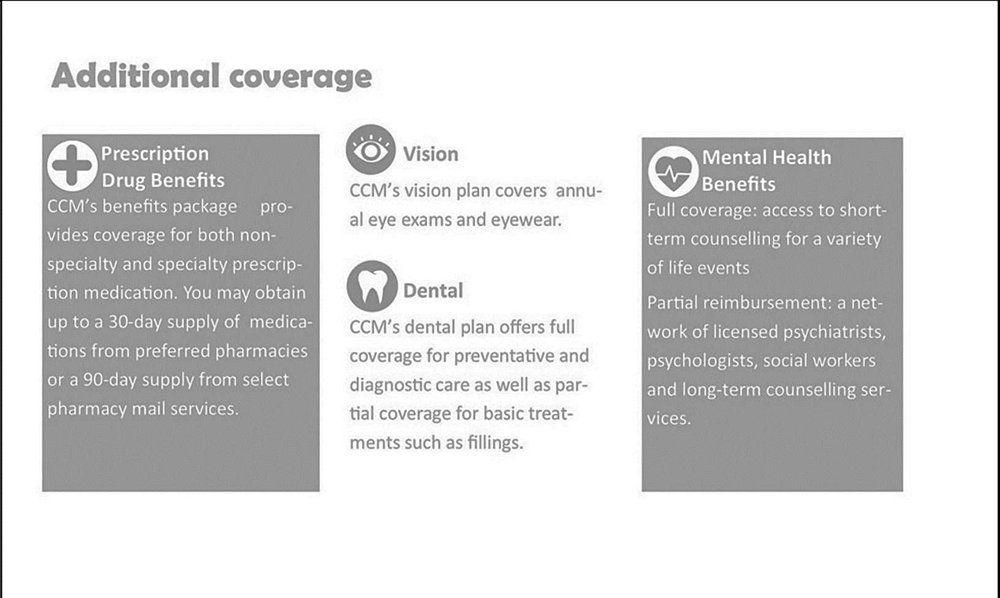 Additional coverage
Prescription
Drug Benefits
CCM's benefits package pro-
vides coverage for both non-
specialty and specialty prescrip-
tion medication. You may obtain
up to a 30-day supply of medica-
tions from preferred pharmacies
or a 90-day supply from select
pharmacy mail services.
Vision
CCM's vision plan covers annu-
al eye exams and eyewear.
Dental
CCM's dental plan offers full
coverage for preventative and
diagnostic care as well as par-
tial coverage for basic treat-
ments such as fillings.
Mental Health
Benefits
Full coverage: access to short-
term counselling for a variety
of life events
Partial reimbursement: a net-
work of licensed psychiatrists,
psychologists, social workers
and long-term counselling ser-
vices.